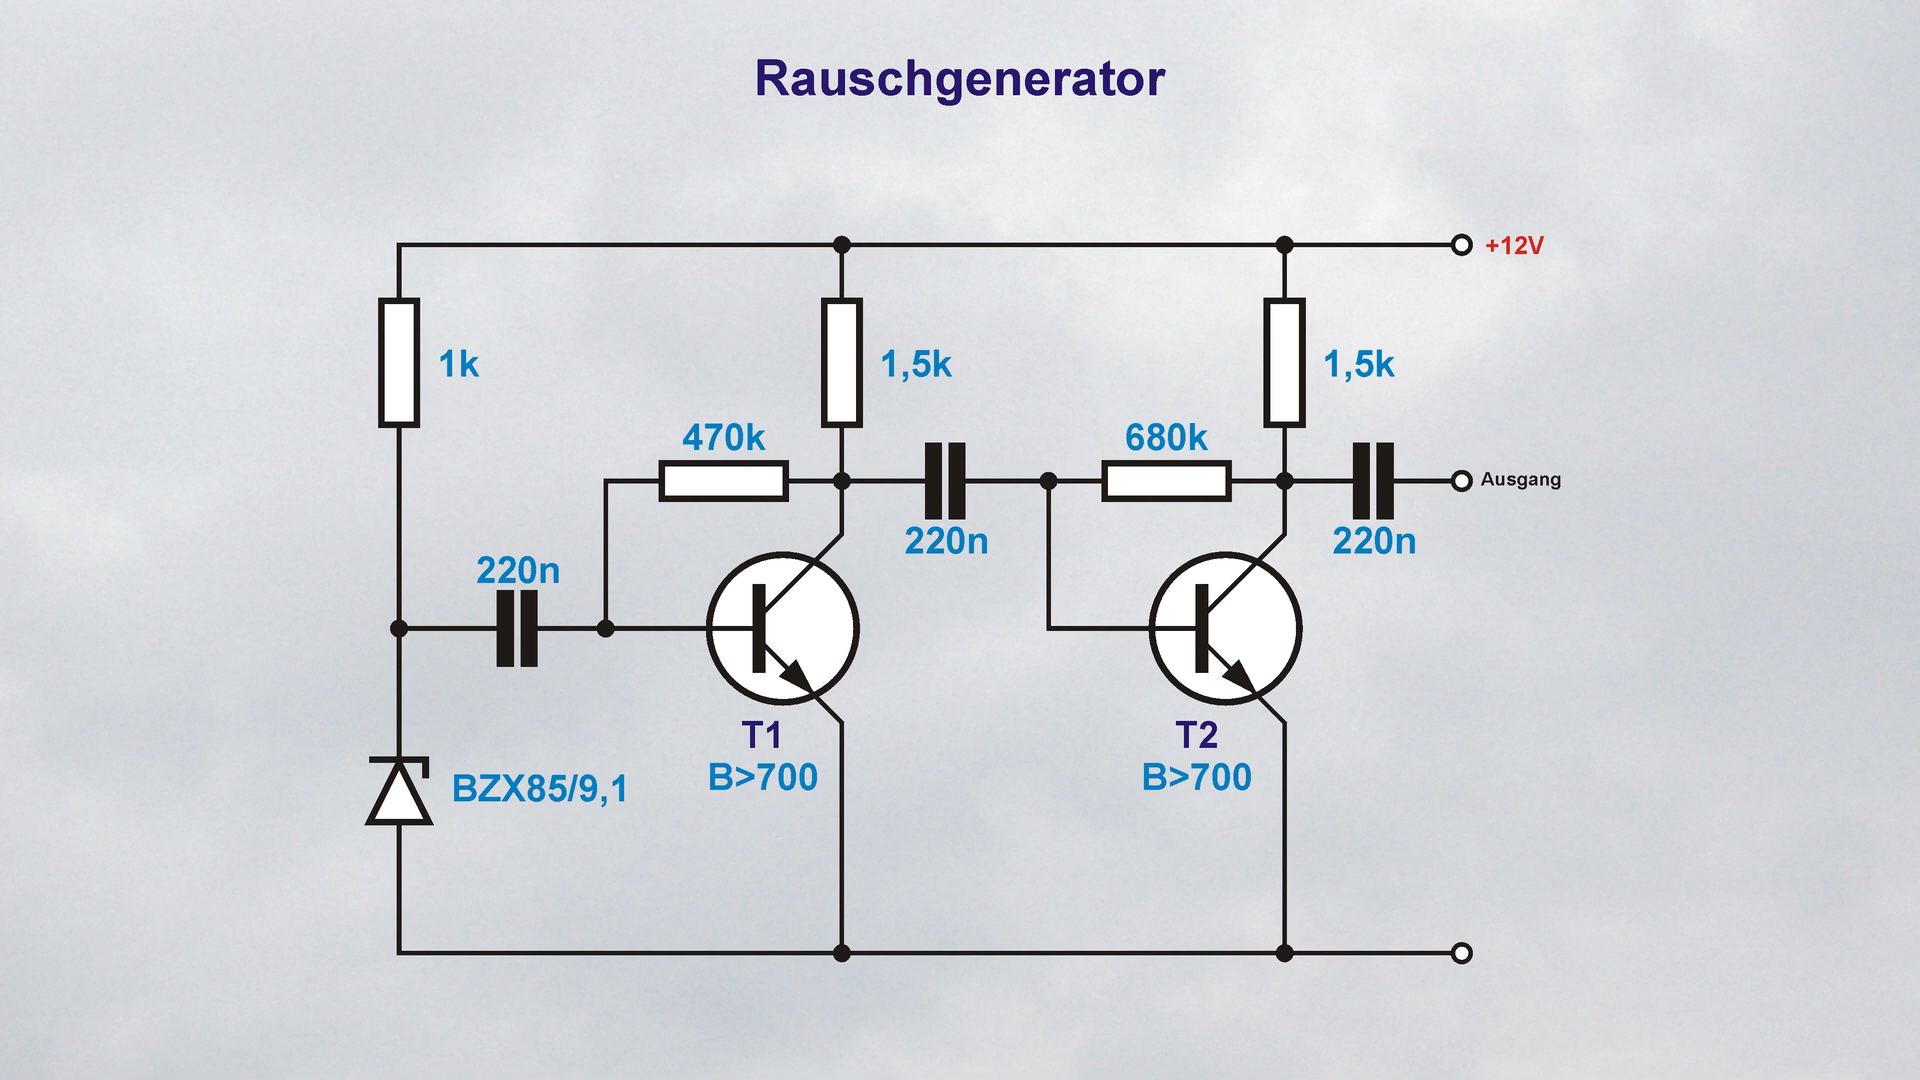 Rauschgenerator
+12V
1k
1,5k
1,5k
470k
680k
Ausgang
220n
220n
220n
T1
T2
B>700
B>700
BZX85/9,1